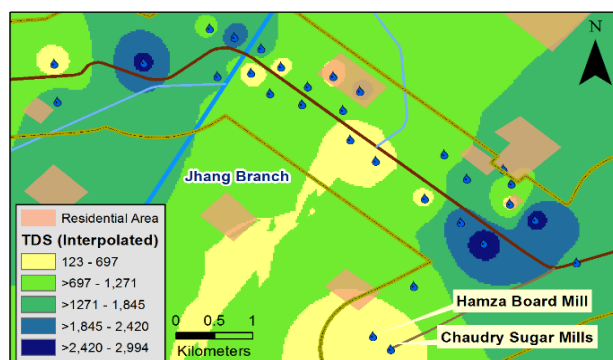 N
Jhang Branch
Residential Area
TDS (Interpolated)
123 - 697
>697 - 1,271
>1271 - 1,845
>1,845 - 2,420
>2,420 - 2,994
0 0.5 1
Kilometers
Hamza Board Mill
Chaudry Sugar Mills